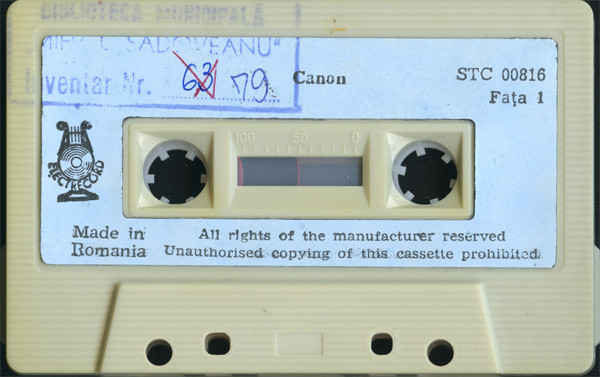 BIBLIOTECA MUNICIPALĂ
SADOVEANU"
Inventar Nr. 63 79
Canon
STC 00816
Fața 1
ELECTRECORD
100 50 0
Made in
Romania
All rights of the manufacturer reserved
Unauthorised copying of this cassette prohibited.